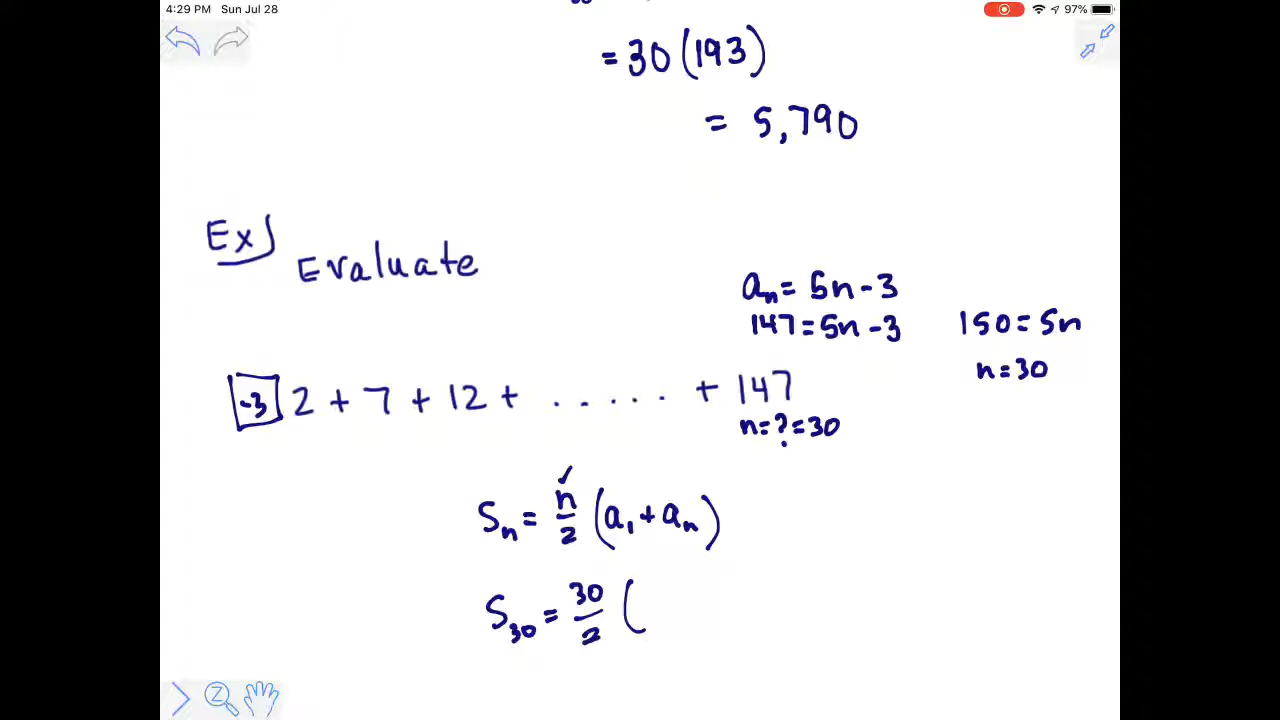 4:29 PM Sun Jul 28
97%
= 30 (193)
= 5,790
Ex)
Evaluate
aₙ = 5n - 3
147 = 5n - 3
150 = 5n
n = 30
-3 2 + 7 + 12 + . . . . . . + 147
n = ? = 30
Sₙ = n/2 (a₁ + aₙ)
S₃₀ = 30/2 (
Z